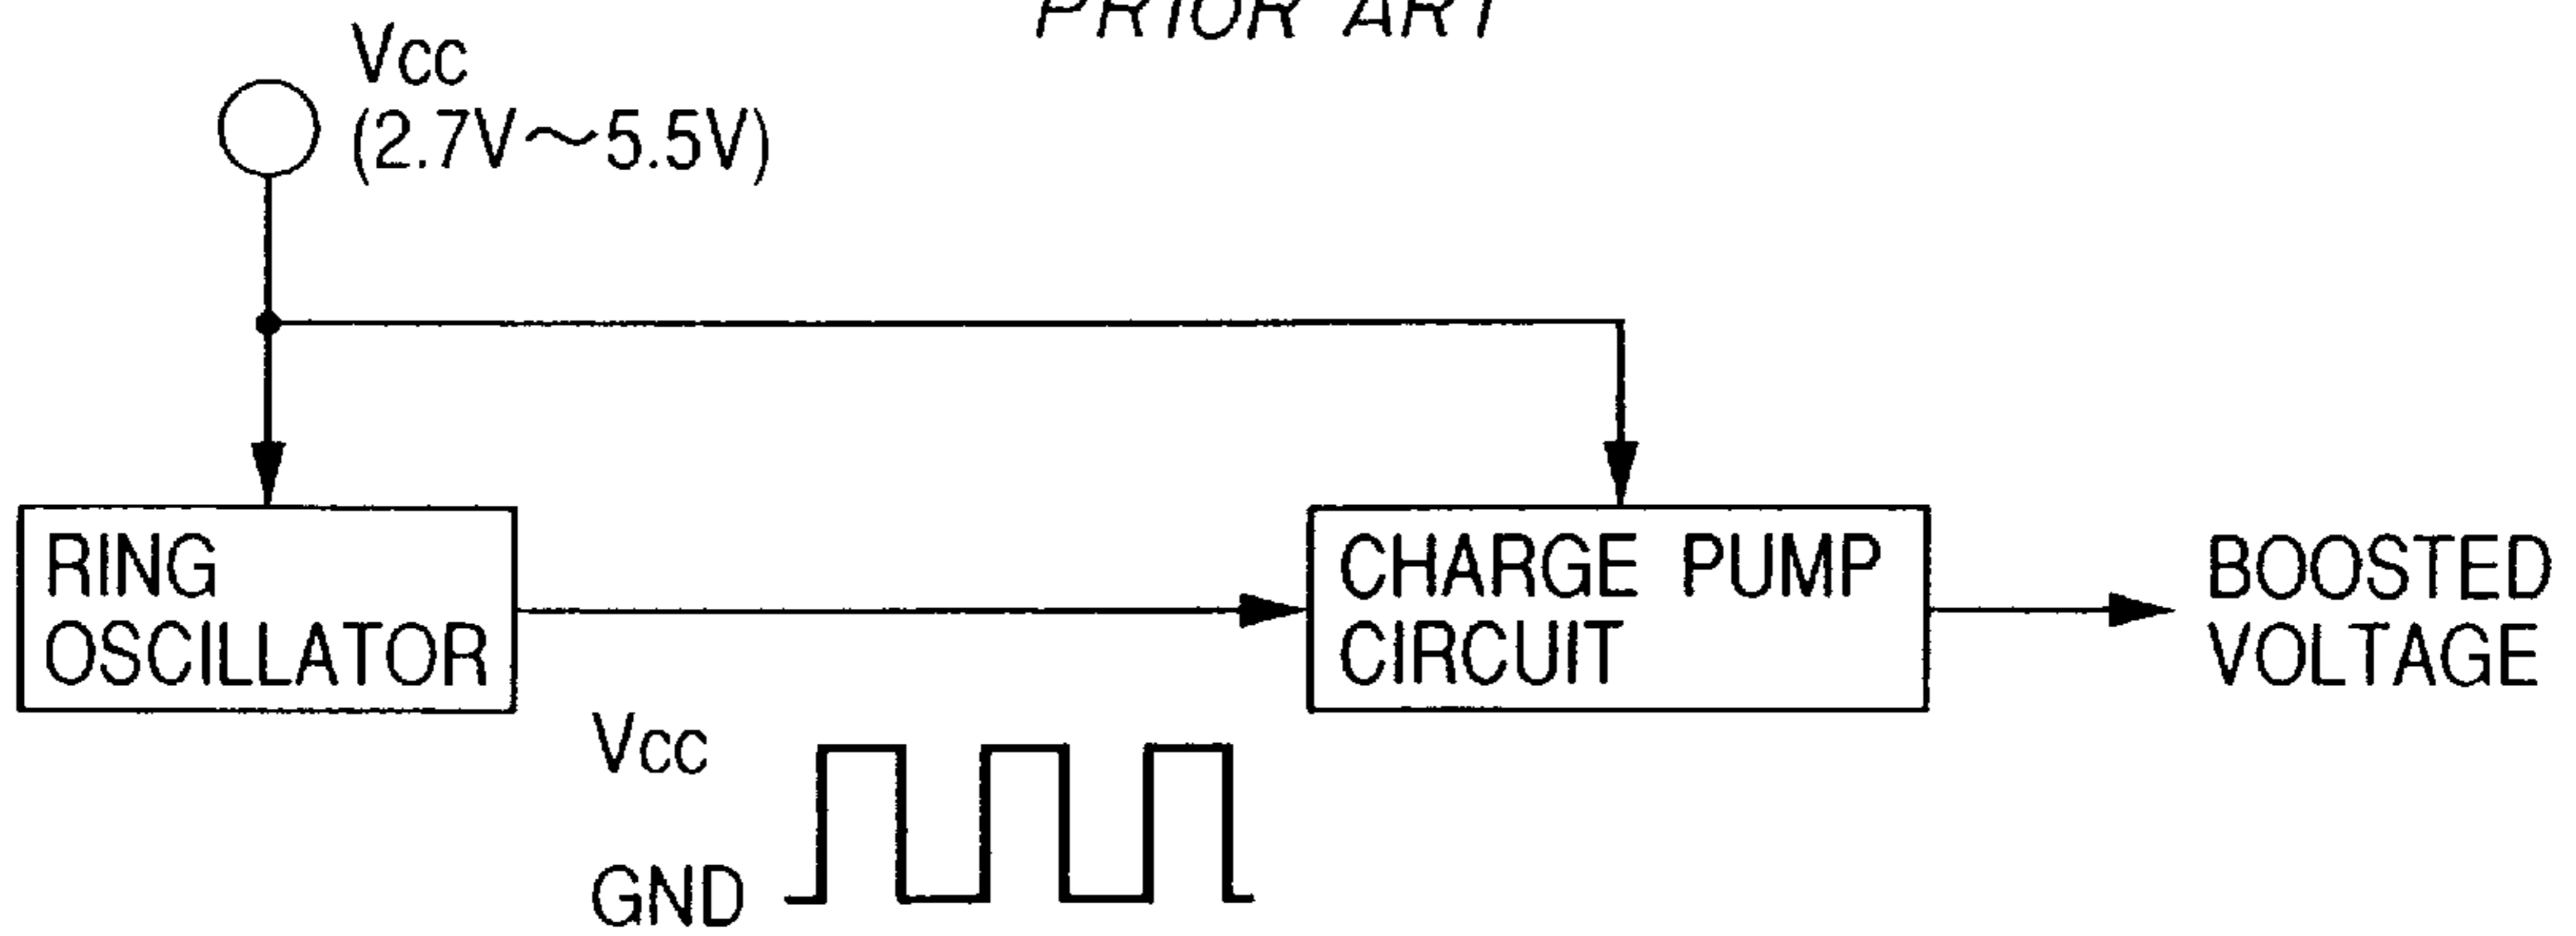 PRIOR ART
Vcc
(2.7V～5.5V)
RING
OSCILLATOR
CHARGE PUMP
CIRCUIT
BOOSTED
VOLTAGE
Vcc
GND